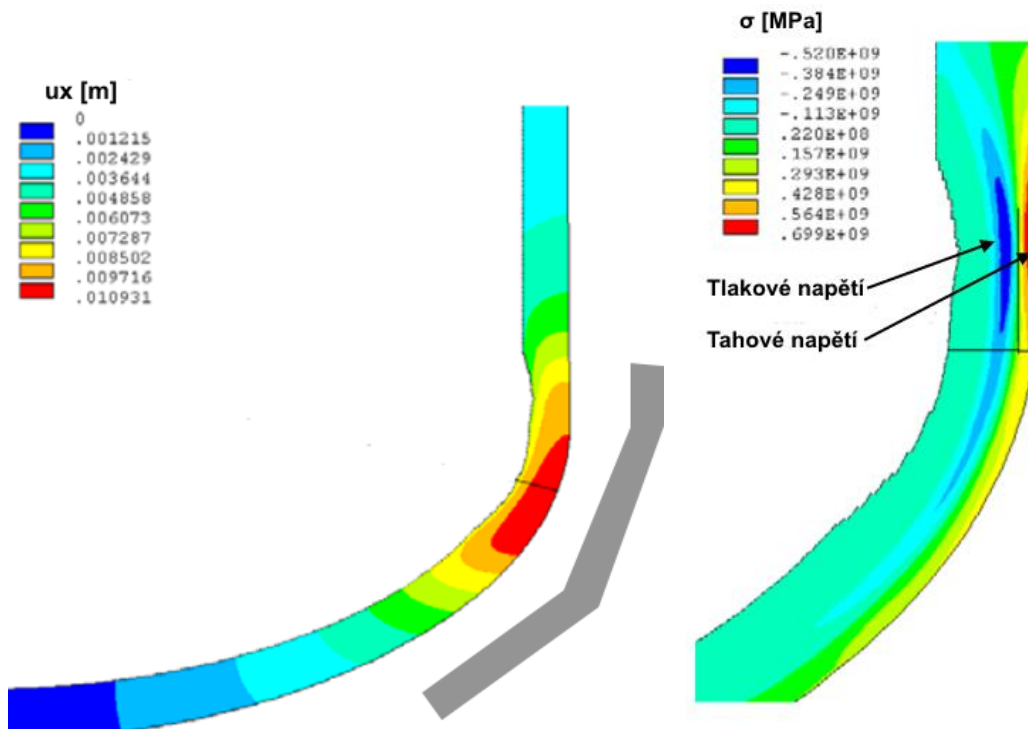 ux [m]
0
.001215
.002429
.003644
.004858
.006073
.007287
.008502
.009716
.010931
σ [MPa]
-.520E+09
-.384E+09
-.249E+09
-.113E+09
.220E+08
.157E+09
.293E+09
.428E+09
.564E+09
.699E+09
Tlakové napětí
Tahové napětí